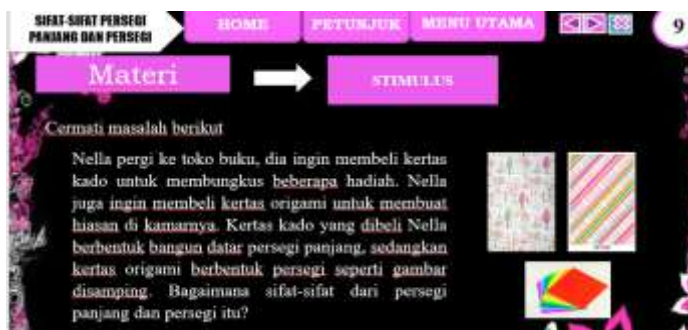 SIFAT-SIFAT PERSEGI
PANJANG DAN PERSEGI
HOME
PETUNJUK
MENU UTAMA
9
Materi
STIMULUS
Cermati masalah berikut
Nella pergi ke toko buku, dia ingin membeli kertas
kado untuk membungkus beberapa hadiah. Nella
juga ingin membeli kertas origami untuk membuat
hiasan di kamarnya. Kertas kado yang dibeli Nella
berbentuk bangun datar persegi panjang, sedangkan
kertas origami berbentuk persegi seperti gambar
disamping. Bagaimana sifat-sifat dari persegi
panjang dan persegi itu?